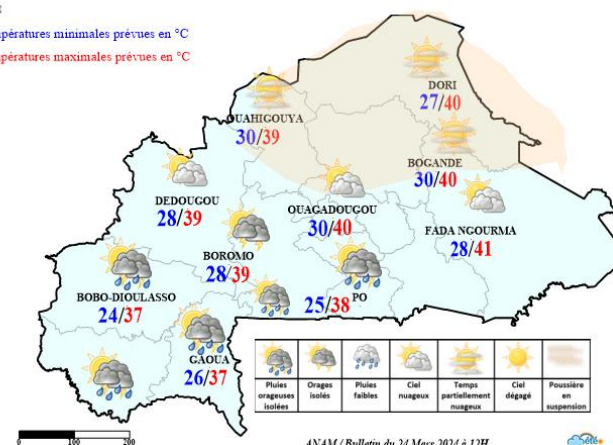 pératures minimales prévues en °C
pératures maximales prévues en °C
DORI
27/40
OUAHIGOUYA
30/39
BOGANDE
30/40
DEDOUGOU
28/39
OUAGADOUGOU
30/40
FADA NGOURMA
28/41
BOROMO
28/39
BOBO-DIOULASSO
24/37
25/38 PO
GAOUA
26/37
Pluies orageuses isolées
Orages isolés
Pluies faibles
Ciel nuageux
Temps partiellement nuageux
Ciel dégagé
Poussière en suspension
0 100 200
ANAM / Bulletin du 24 Mars 2024 à 12H